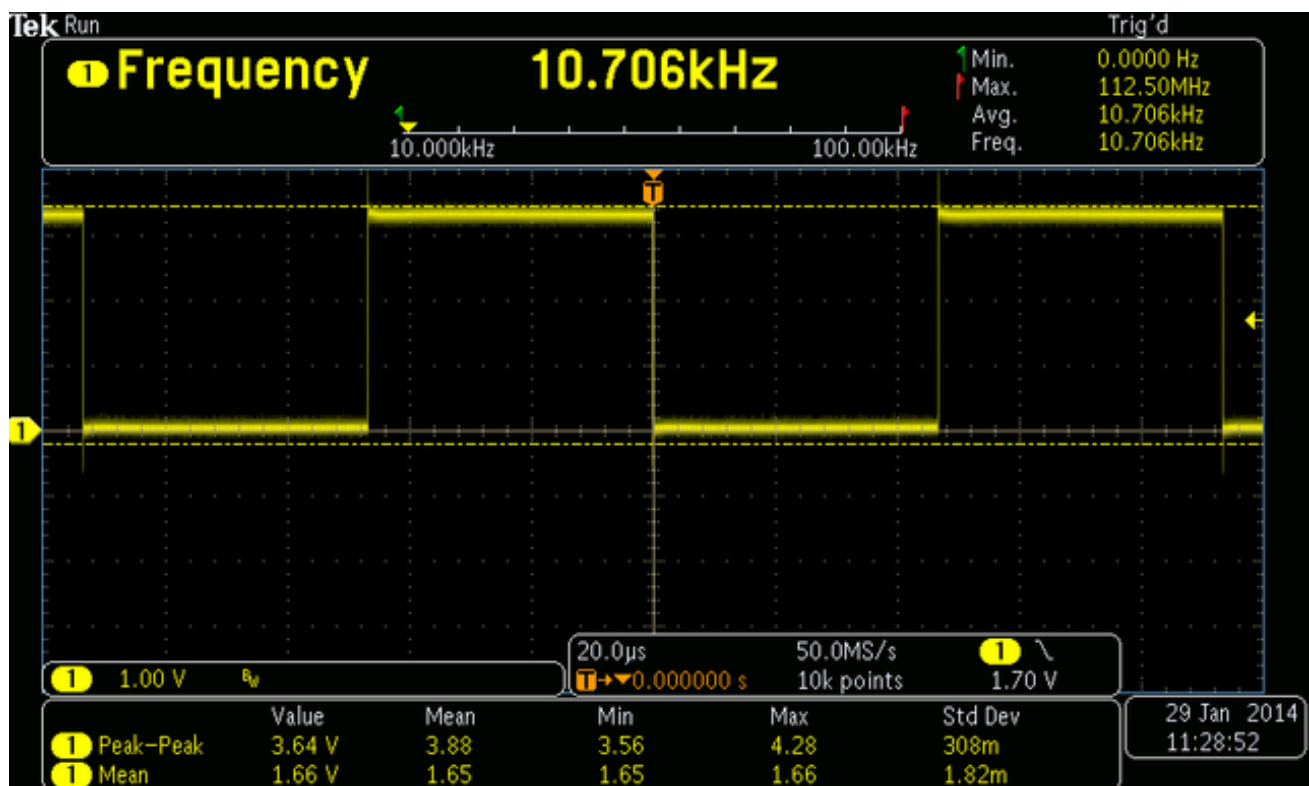 Tek Run Trig'd
1 Frequency 10.706kHz
Min. 0.0000 Hz
Max. 112.50MHz
Avg. 10.706kHz
Freq. 10.706kHz
10.000kHz 100.00kHz
T
1
1 1.00 V BW
20.0µs 50.0MS/s 1
T→▼0.000000 s 10k points 1.70 V
Value Mean Min Max Std Dev
1 Peak-Peak 3.64 V 3.88 3.56 4.28 308m
1 Mean 1.66 V 1.65 1.65 1.66 1.82m
29 Jan 2014
11:28:52